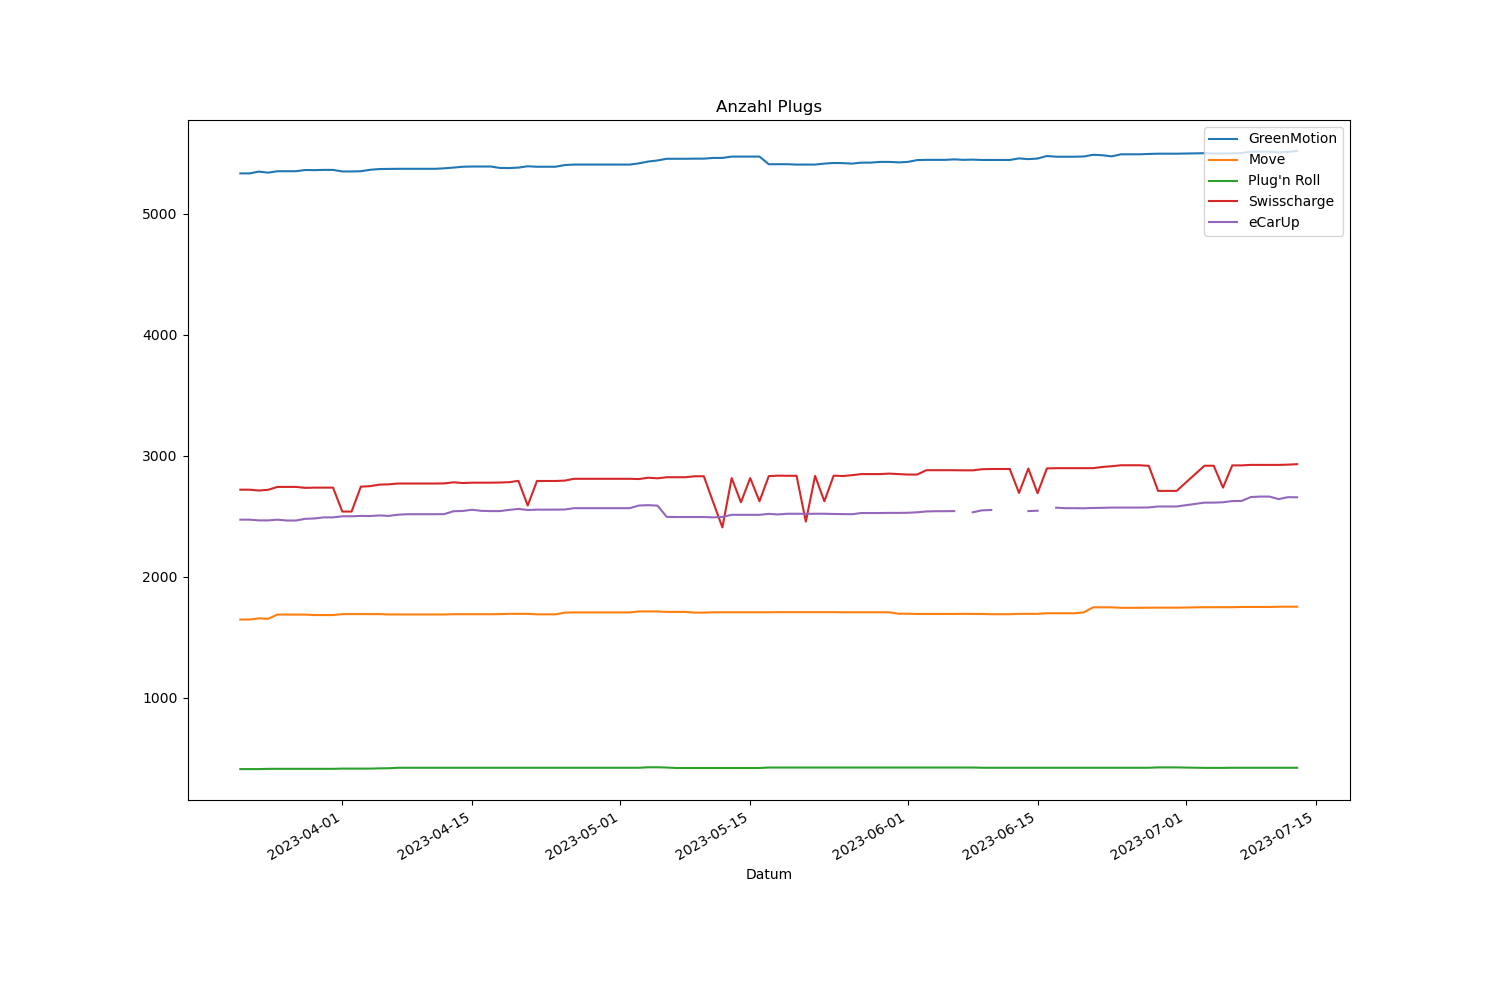 Anzahl Plugs
GreenMotion
Move
Plug'n Roll
Swisscharge
eCarUp
5000
4000
3000
2000
1000
2023-04-01
2023-04-15
2023-05-01
2023-05-15
2023-06-01
2023-06-15
2023-07-01
2023-07-15
Datum